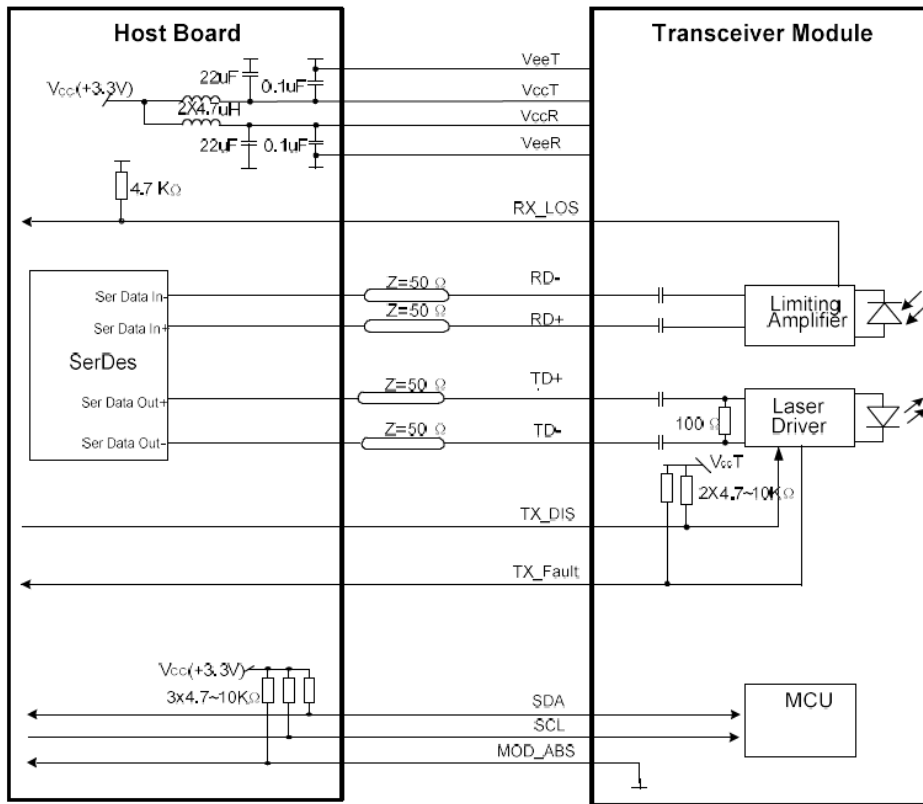 Host Board
Transceiver Module
22uF
0.1uF
VeeT
Vcc(+3.3V)
VccT
2X4.7uH
VccR
22uF
0.1uF
VeeR
4.7 KΩ
RX_LOS
Ser Data In-
Z=50 Ω
RD-
Limiting
Amplifier
Ser Data In+
Z=50 Ω
RD+
SerDes
Ser Data Out+
Z=50 Ω
TD+
100 Ω
Laser
Driver
Ser Data Out-
Z=50 Ω
TD-
VccT
2X4.7~10KΩ
TX_DIS
TX_Fault
Vcc(+3.3V)
3x4.7~10KΩ
SDA
MCU
SCL
MOD_ABS